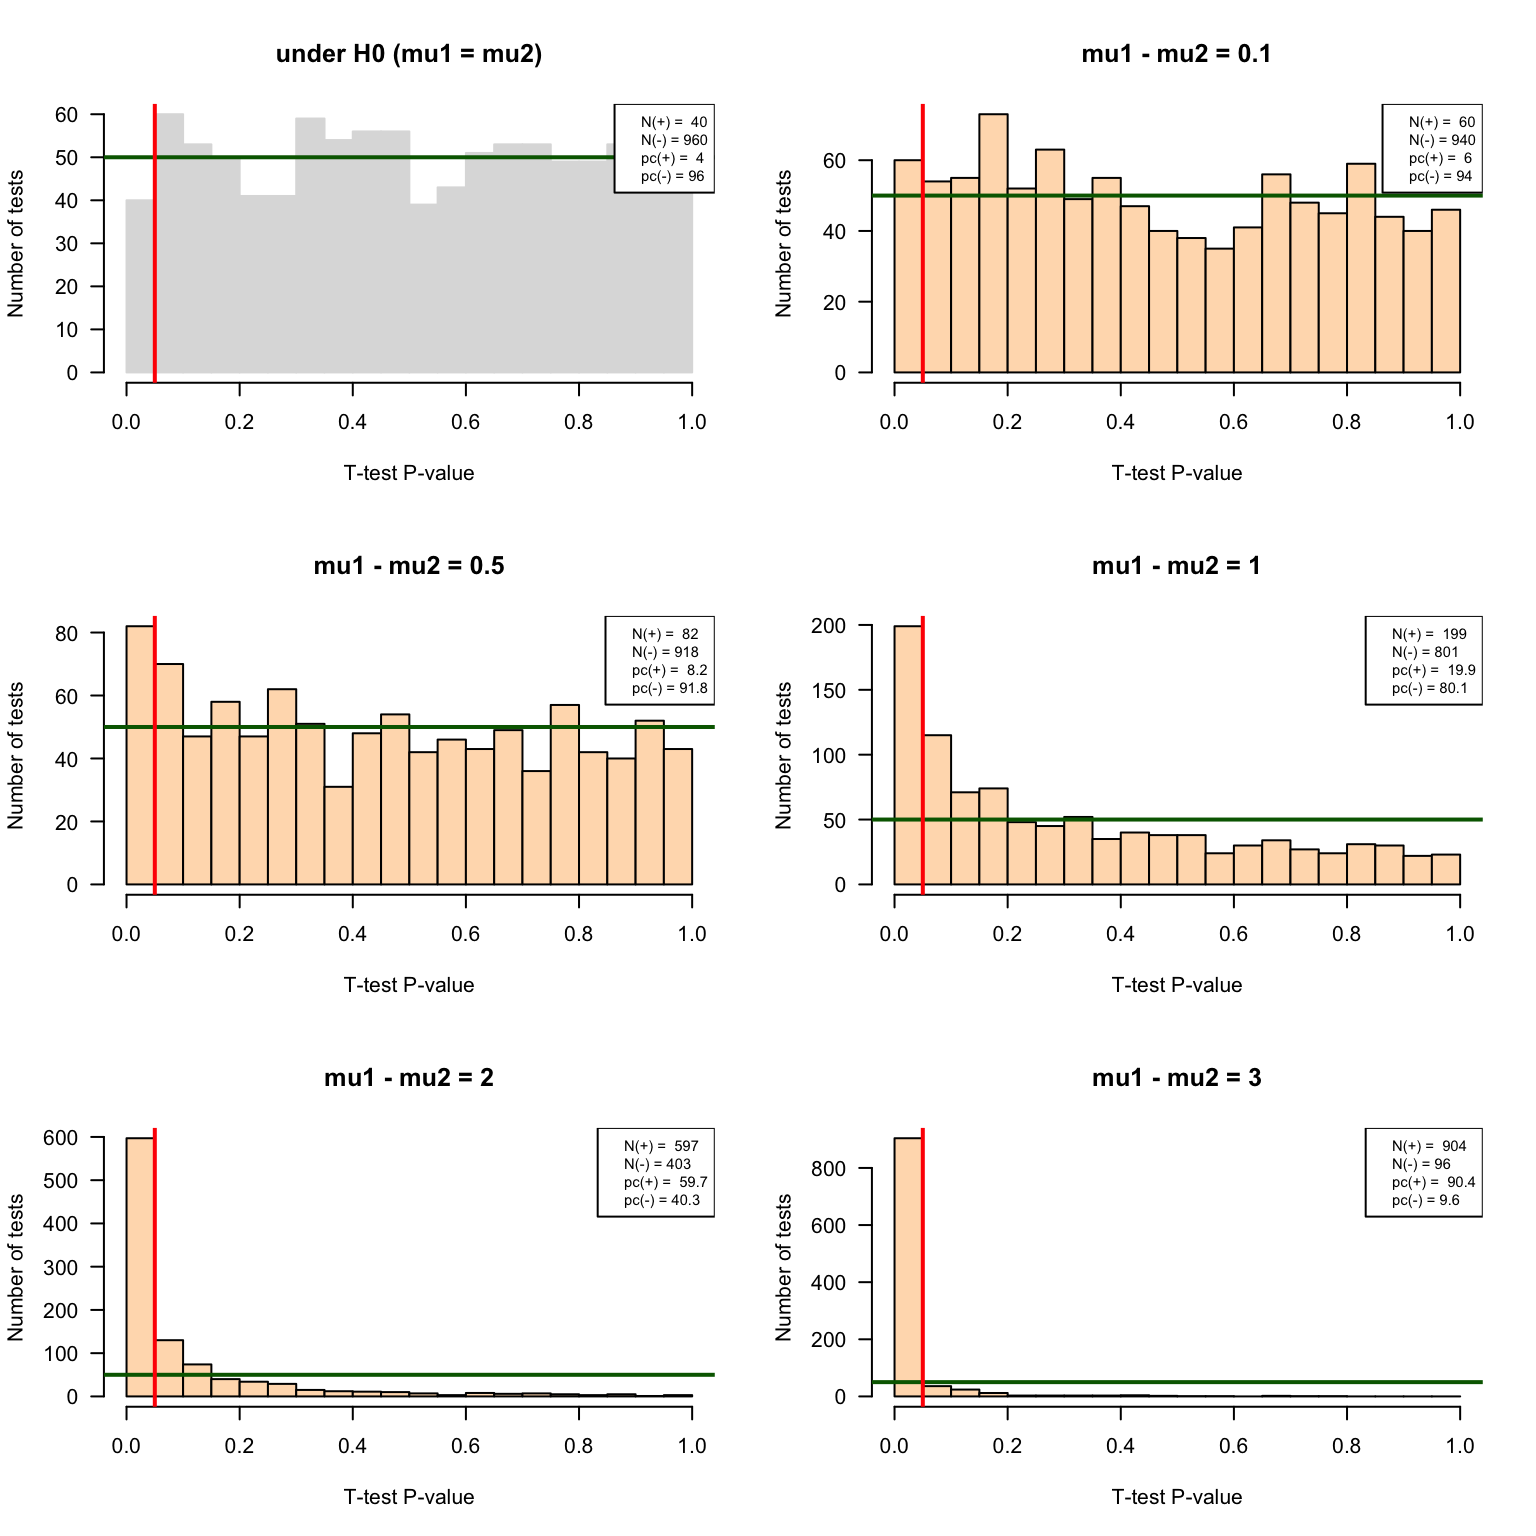 under H0 (mu1 = mu2)
Number of tests
60
50
40
30
20
10
0
N(+) = 40
N(-) = 960
pc(+) = 4
pc(-) = 96
0.0 0.2 0.4 0.6 0.8 1.0
T-test P-value
mu1 - mu2 = 0.1
Number of tests
60
40
20
0
N(+) = 60
N(-) = 940
pc(+) = 6
pc(-) = 94
0.0 0.2 0.4 0.6 0.8 1.0
T-test P-value
mu1 - mu2 = 0.5
Number of tests
80
60
40
20
0
N(+) = 82
N(-) = 918
pc(+) = 8.2
pc(-) = 91.8
0.0 0.2 0.4 0.6 0.8 1.0
T-test P-value
mu1 - mu2 = 1
Number of tests
200
150
100
50
0
N(+) = 199
N(-) = 801
pc(+) = 19.9
pc(-) = 80.1
0.0 0.2 0.4 0.6 0.8 1.0
T-test P-value
mu1 - mu2 = 2
Number of tests
600
500
400
300
200
100
0
N(+) = 597
N(-) = 403
pc(+) = 59.7
pc(-) = 40.3
0.0 0.2 0.4 0.6 0.8 1.0
T-test P-value
mu1 - mu2 = 3
Number of tests
800
600
400
200
0
N(+) = 904
N(-) = 96
pc(+) = 90.4
pc(-) = 9.6
0.0 0.2 0.4 0.6 0.8 1.0
T-test P-value